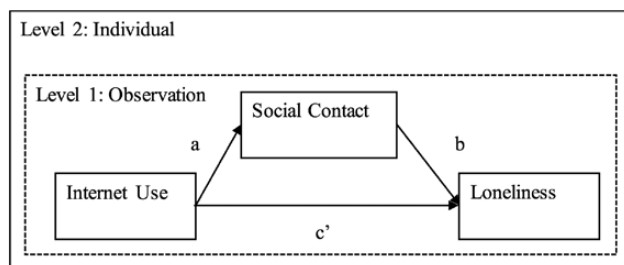 Level 2: Individual
Level 1: Observation
Social Contact
a
b
Internet Use
Loneliness
c’